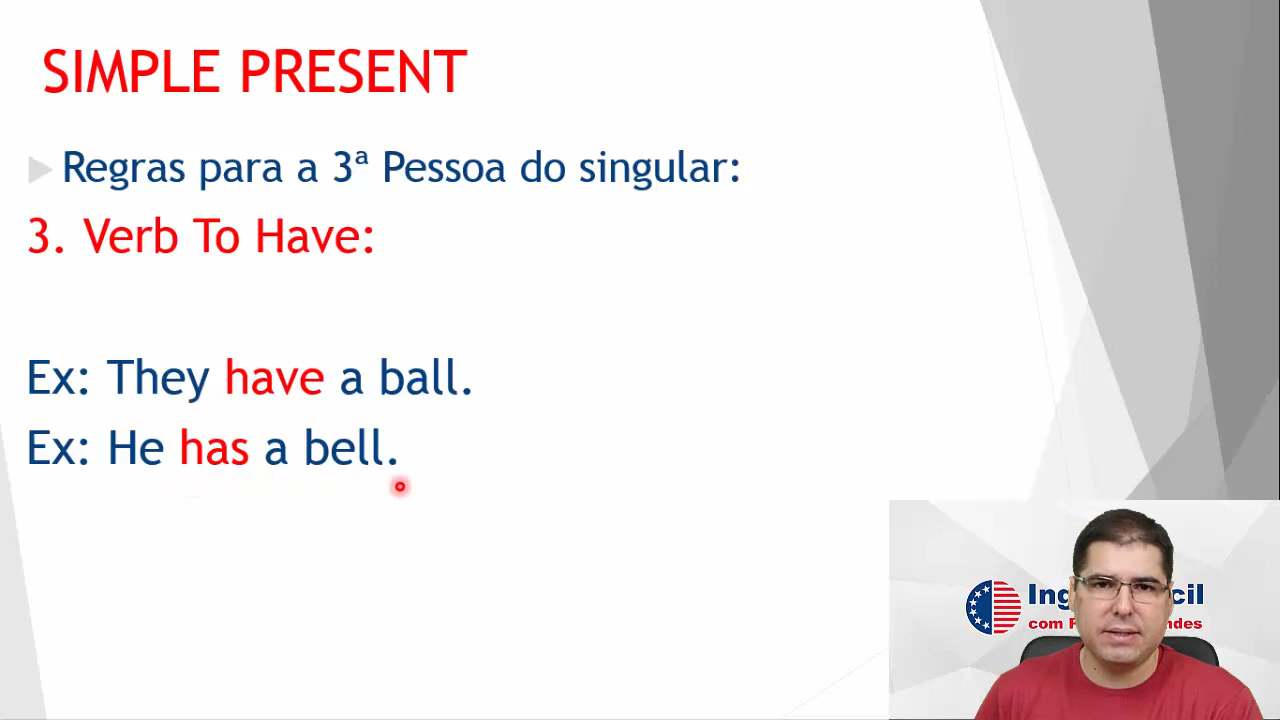 SIMPLE PRESENT
Regras para a 3ª Pessoa do singular:
3. Verb To Have:
Ex: They have a ball.
Ex: He has a bell.
com